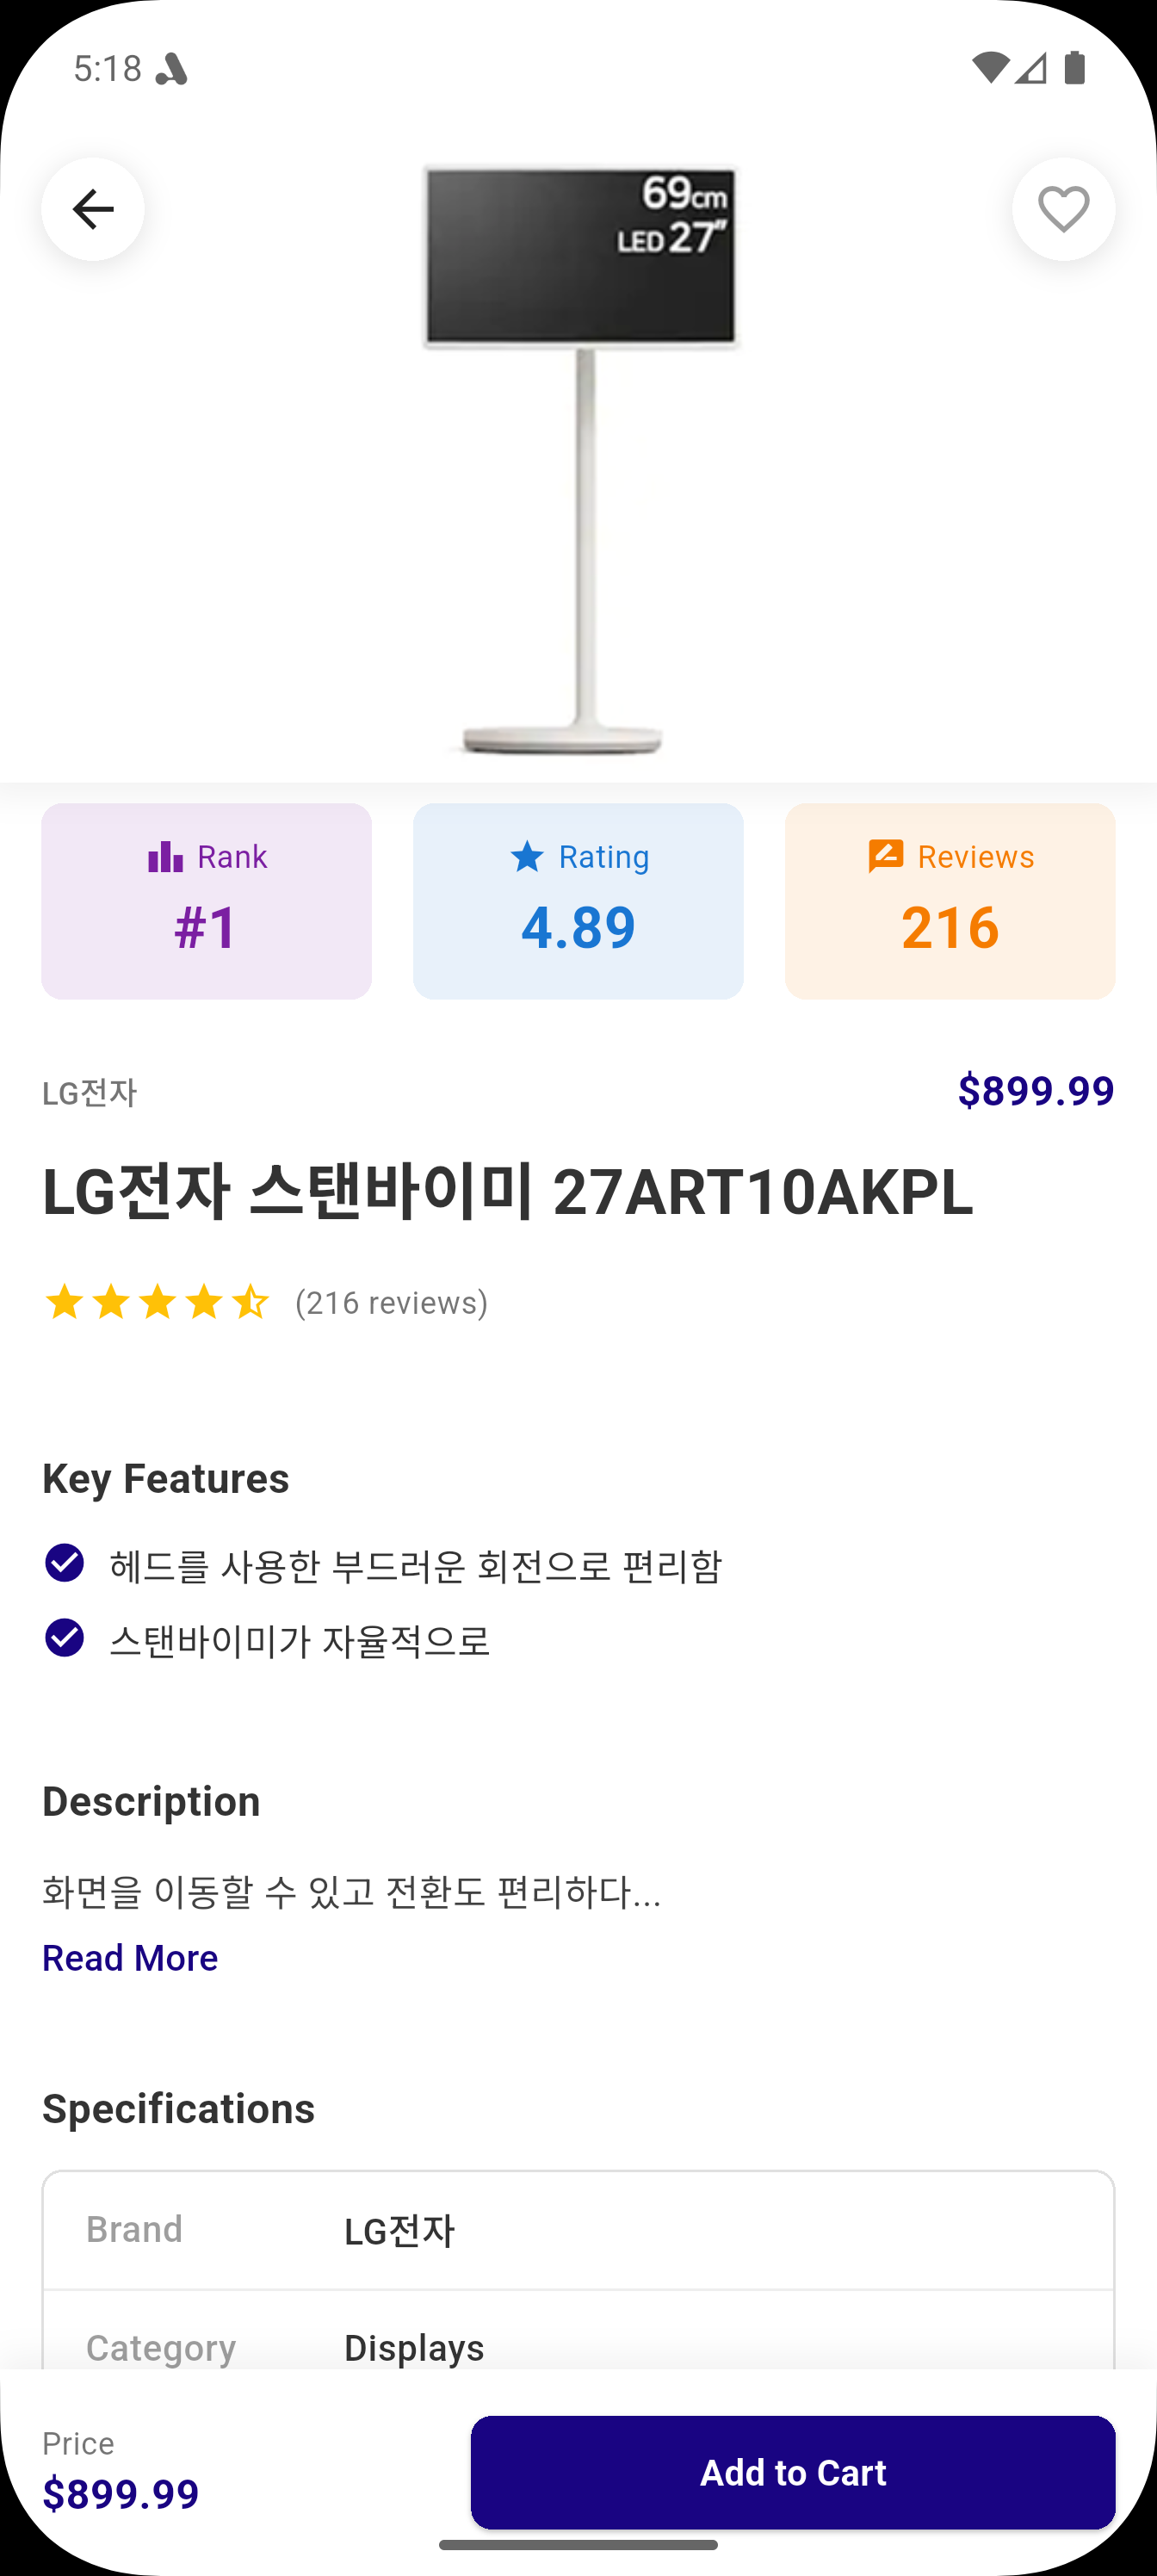 5:18
69cm
LED 27"
Rank
#1
Rating
4.89
Reviews
216
LG전자
$899.99
LG전자 스탠바이미 27ART10AKPL
(216 reviews)
Key Features
헤드를 사용한 부드러운 회전으로 편리함
스탠바이미가 자율적으로
Description
화면을 이동할 수 있고 전환도 편리하다...
Read More
Specifications
Brand LG전자
Category Displays
Price
$899.99
Add to Cart